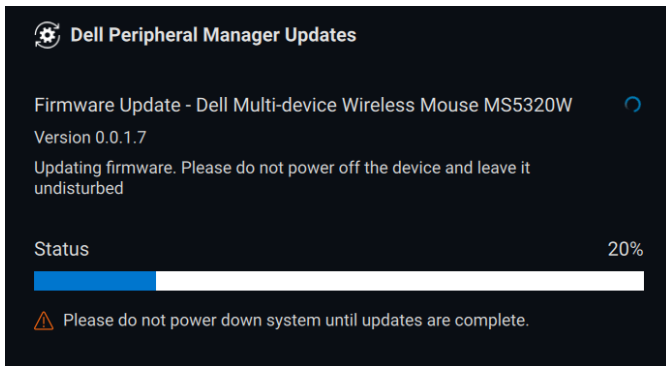 Dell Peripheral Manager Updates
Firmware Update - Dell Multi-device Wireless Mouse MS5320W
Version 0.0.1.7
Updating firmware. Please do not power off the device and leave it
undisturbed
Status 20%
Please do not power down system until updates are complete.